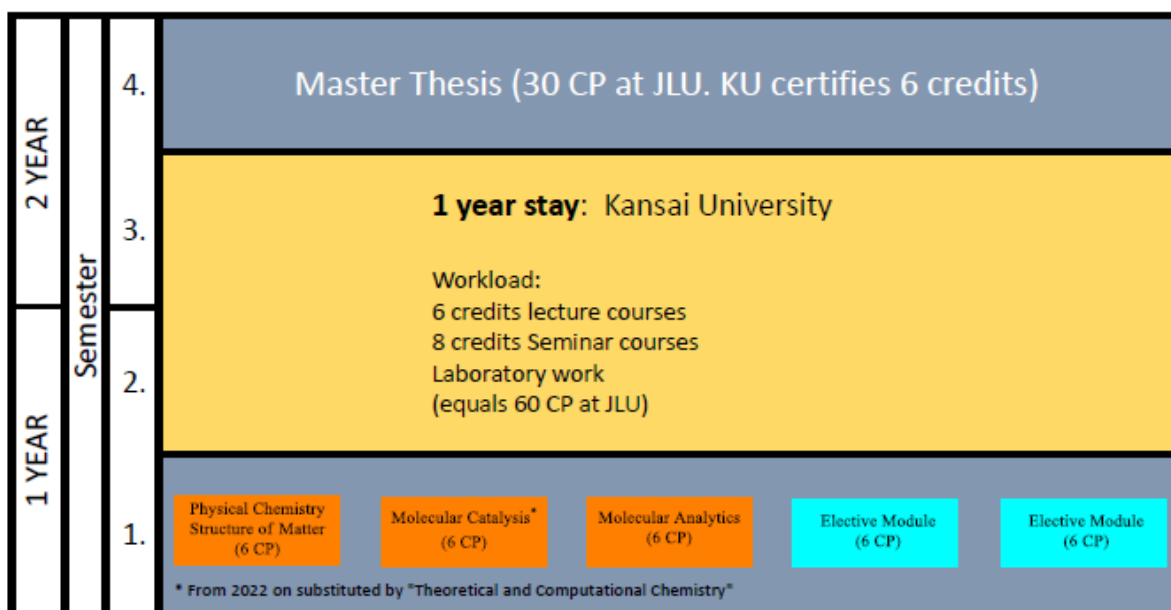 2 YEAR
1 YEAR
Semester
4.
3.
2.
1.
Master Thesis (30 CP at JLU. KU certifies 6 credits)
1 year stay: Kansai University
Workload:
6 credits lecture courses
8 credits Seminar courses
Laboratory work
(equals 60 CP at JLU)
Physical Chemistry
Structure of Matter
(6 CP)
Molecular Catalysis*
(6 CP)
Molecular Analytics
(6 CP)
Elective Module
(6 CP)
Elective Module
(6 CP)
* From 2022 on substituted by "Theoretical and Computational Chemistry"